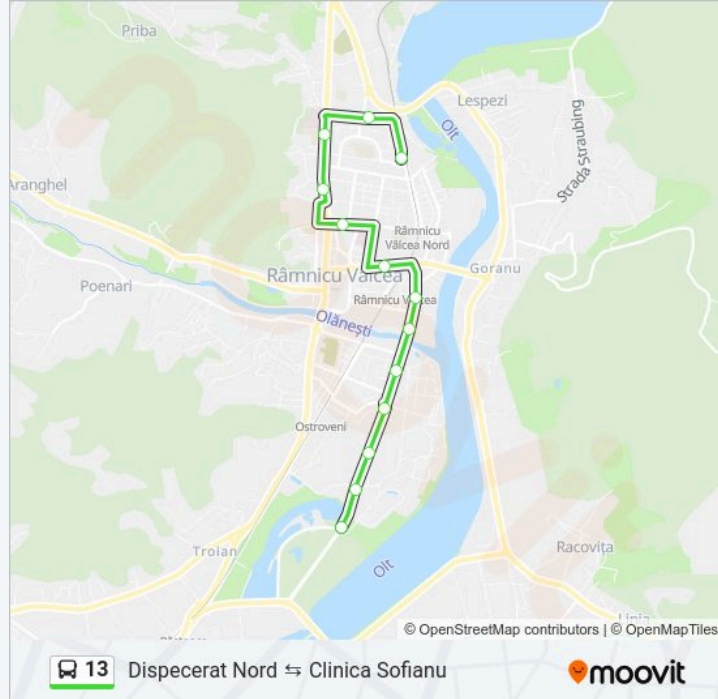 Priba
Lespezi
Olt
Strada Straubing
Aranghel
Râmnicu
Vâlcea Nord
Goranu
Râmnicu Vâlcea
Poenari
Râmnicu Vâlcea
Olănești
Ostroveni
Troian
Olt
Racovița
© OpenStreetMap contributors | © OpenMapTiles
13 Dispecerat Nord ⇆ Clinica Sofianu
moovit